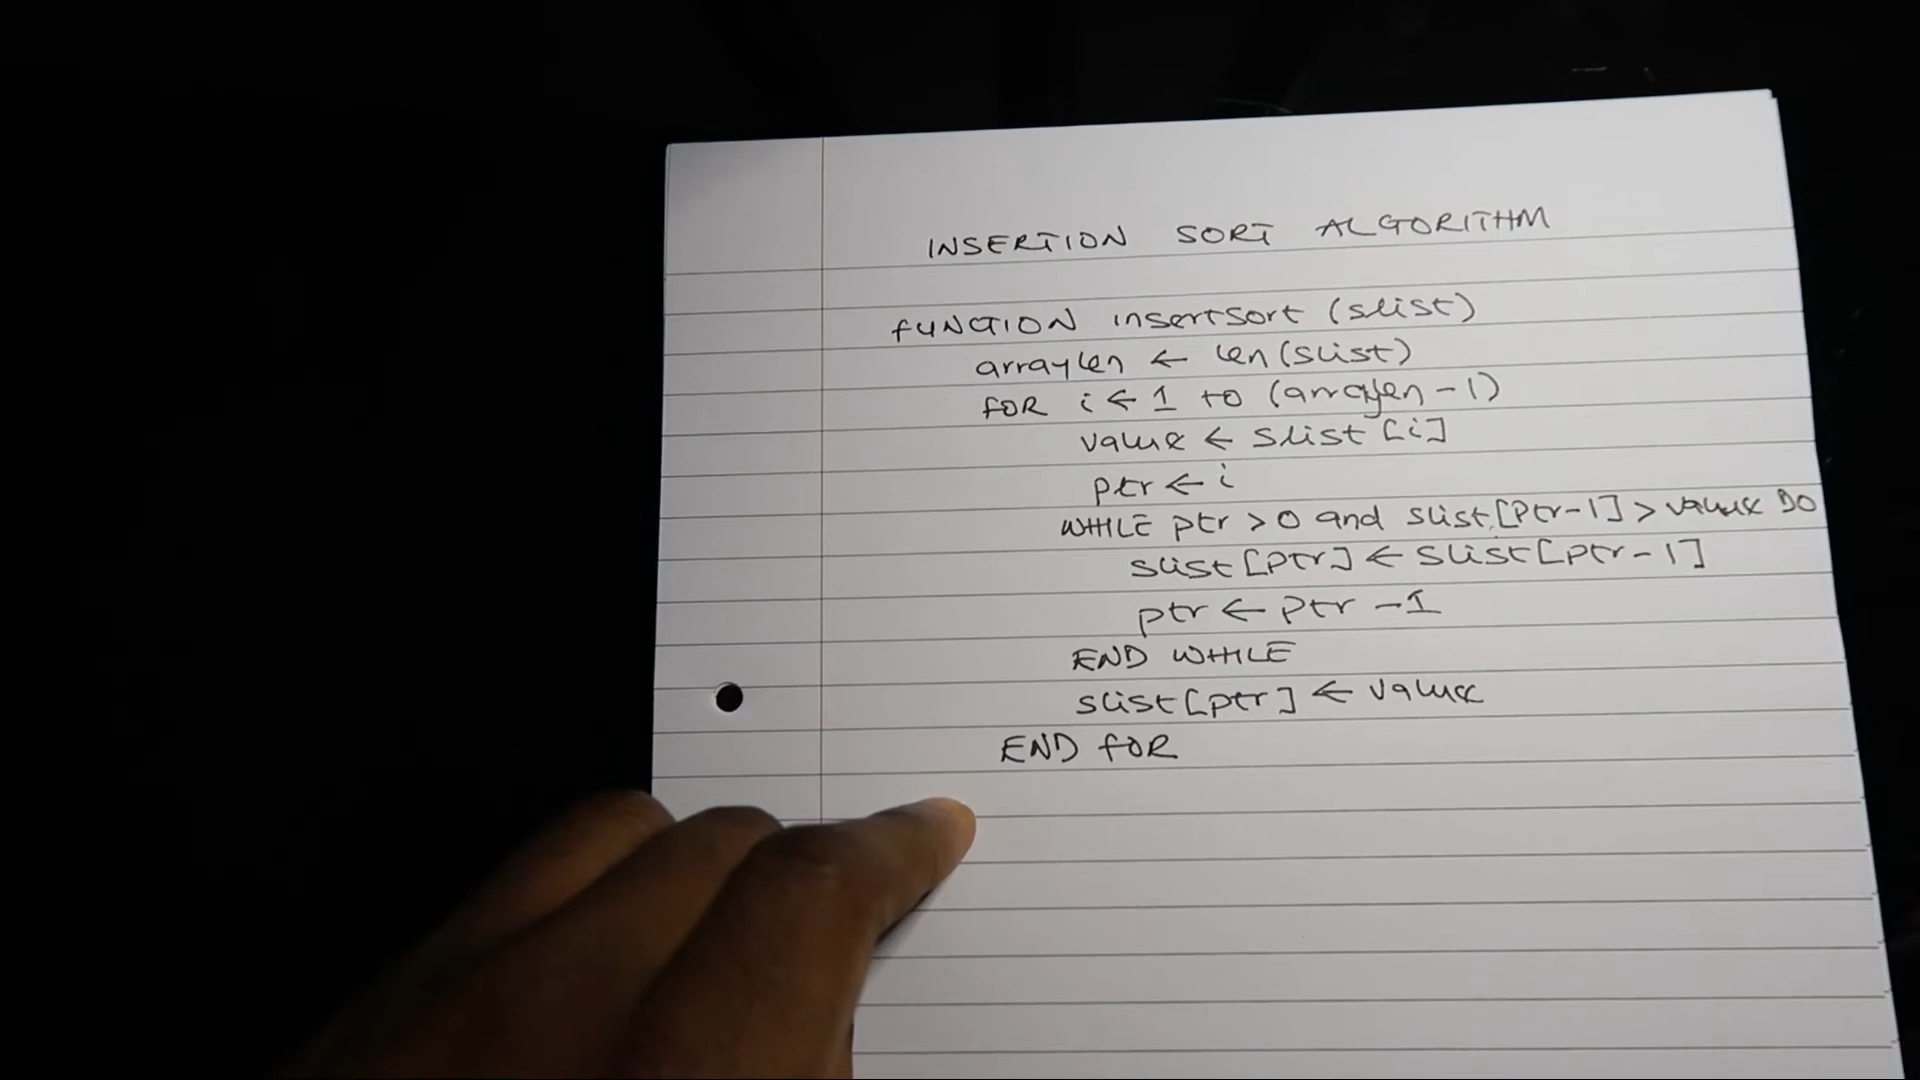 INSERTION SORT ALGORITHM
FUNCTION insertsort (slist)
arraylen ← len(slist)
FOR i ← 1 to (arraylen - 1)
value ← slist [i]
ptr ← i
WHILE ptr > 0 and slist[ptr-1] > value DO
slist[ptr] ← slist[ptr-1]
ptr ← ptr - 1
END WHILE
slist[ptr] ← value
END FOR